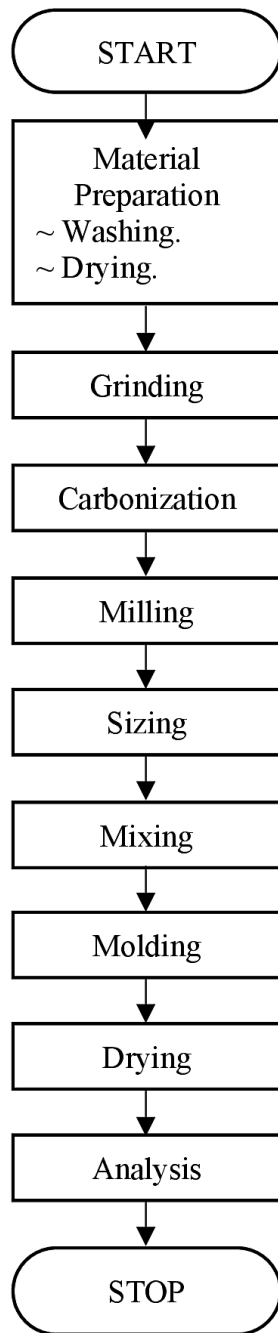 START
Material
Preparation
~ Washing.
~ Drying.
Grinding
Carbonization
Milling
Sizing
Mixing
Molding
Drying
Analysis
STOP